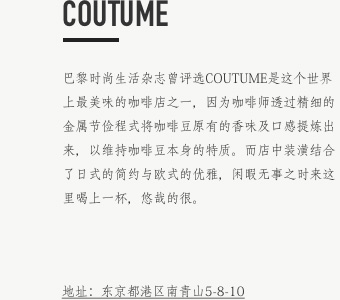 COUTUME
巴黎时尚生活杂志曾评选COUTUME是这个世界
上最美味的咖啡店之一，因为咖啡师透过精细的
金属节俭程式将咖啡豆原有的香味及口感提炼出
来，以维持咖啡豆本身的特质。而店中装潢结合
了日式的简约与欧式的优雅，闲暇无事之时来这
里喝上一杯，悠哉的很。
地址：东京都港区南青山5-8-10